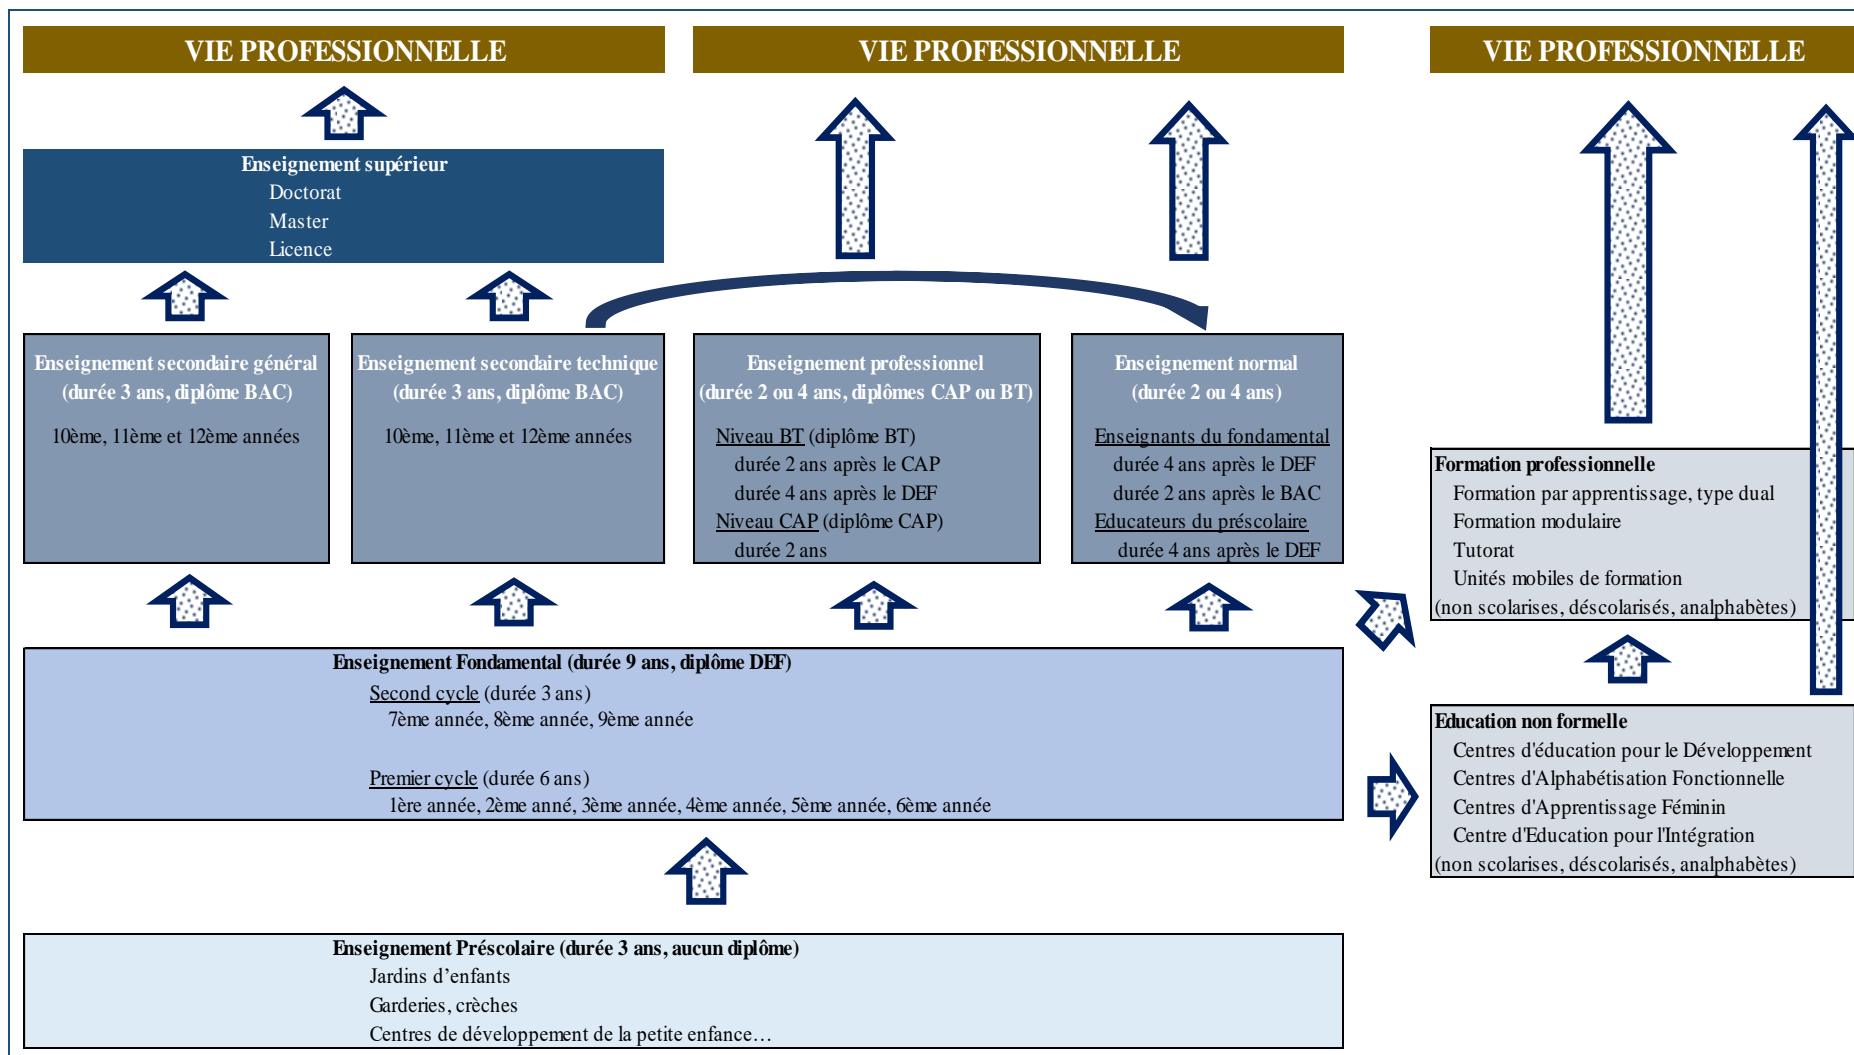 VIE PROFESSIONNELLE
VIE PROFESSIONNELLE
VIE PROFESSIONNELLE
Enseignement supérieur
Doctorat
Master
Licence
Enseignement secondaire général
(durée 3 ans, diplôme BAC)
10ème, 11ème et 12ème années
Enseignement secondaire technique
(durée 3 ans, diplôme BAC)
10ème, 11ème et 12ème années
Enseignement professionnel
(durée 2 ou 4 ans, diplômes CAP ou BT)
Niveau BT (diplôme BT)
durée 2 ans après le CAP
durée 4 ans après le DEF
Niveau CAP (diplôme CAP)
durée 2 ans
Enseignement normal
(durée 2 ou 4 ans)
Enseignants du fondamental
durée 4 ans après le DEF
durée 2 ans après le BAC
Educateurs du préscolaire
durée 4 ans après le DEF
Formation professionnelle
Formation par apprentissage, type dual
Formation modulaire
Tutorat
Unités mobiles de formation
(non scolarises, déscolarisés, analphabètes)
Enseignement Fondamental (durée 9 ans, diplôme DEF)
Second cycle (durée 3 ans)
7ème année, 8ème année, 9ème année
Premier cycle (durée 6 ans)
1ère année, 2ème anné, 3ème année, 4ème année, 5ème année, 6ème année
Education non formelle
Centres d'éducation pour le Développement
Centres d'Alphabétisation Fonctionnelle
Centres d'Apprentissage Féminin
Centre d'Education pour l'Intégration
(non scolarises, déscolarisés, analphabètes)
Enseignement Préscolaire (durée 3 ans, aucun diplôme)
Jardins d’enfants
Garderies, crèches
Centres de développement de la petite enfance…